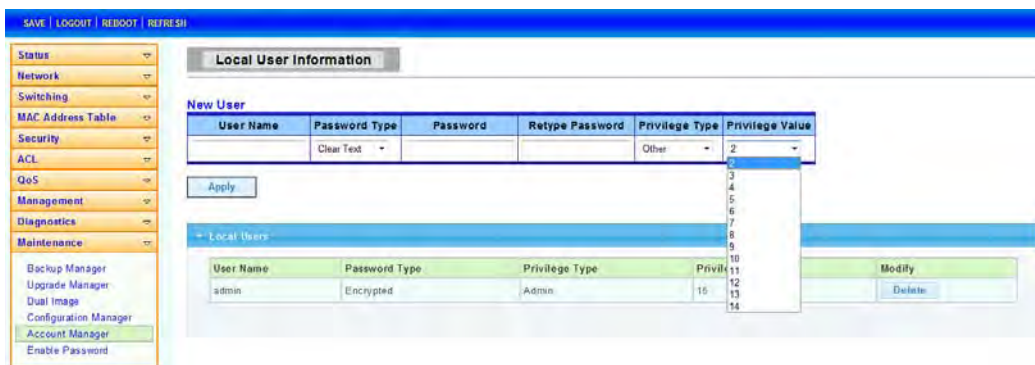 SAVE | LOGOUT | REBOOT | REFRESH
Status
Network
Switching
MAC Address Table
Security
ACL
QoS
Management
Diagnostics
Maintenance
Backup Manager
Upgrade Manager
Dual Image
Configuration Manager
Account Manager
Enable Password
Local User Information
New User
User Name Password Type Password Retype Password Privilege Type Privilege Value
Clear Text Other 2
2
3
4
5
6
7
8
9
10
11
12
13
14
Apply
Local Users
User Name Password Type Privilege Type Privil Modify
admin Encrypted Admin 15 Delete